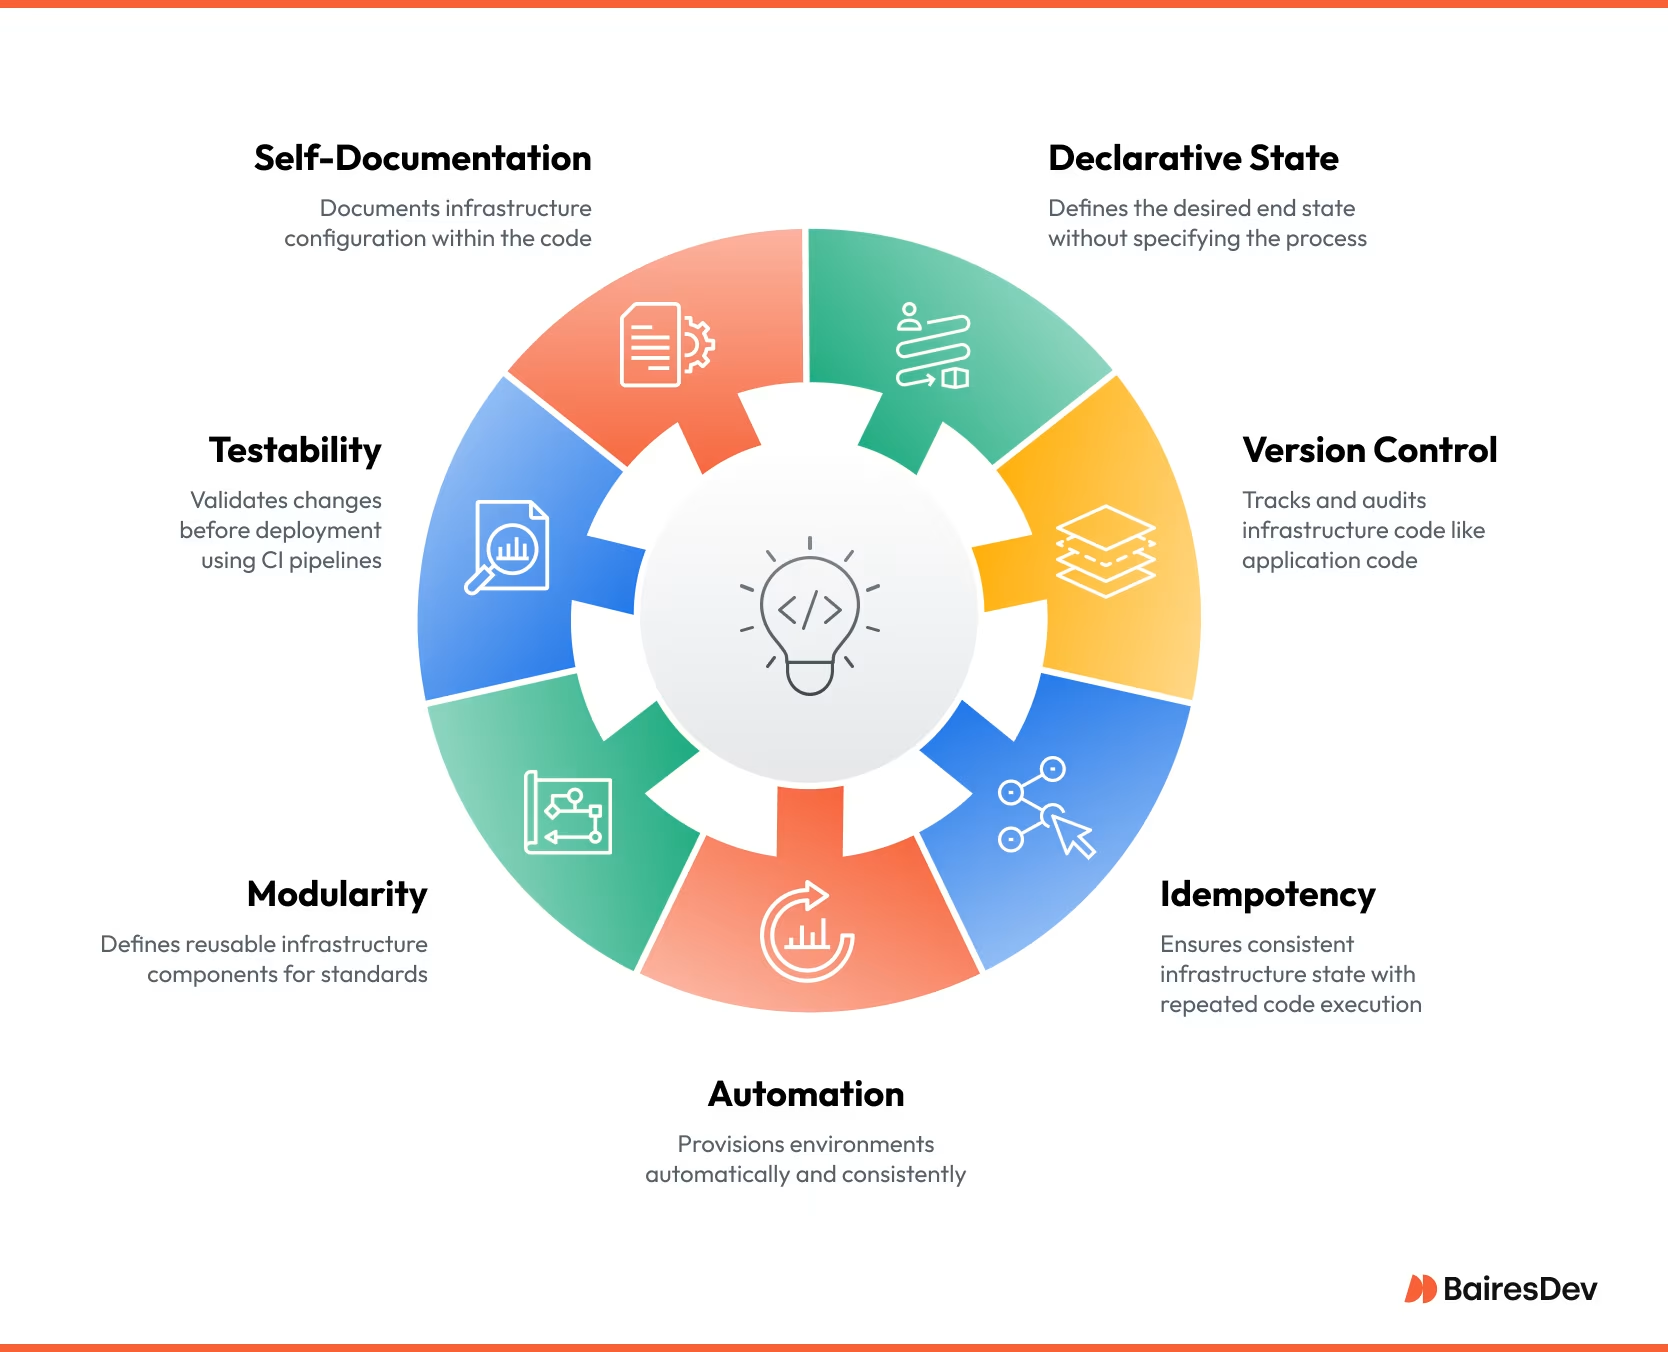 Self-Documentation
Documents infrastructure
configuration within the code
Declarative State
Defines the desired end state
without specifying the process
Testability
Validates changes
before deployment
using CI pipelines
Version Control
Tracks and audits
infrastructure code like
application code
</>
Modularity
Defines reusable infrastructure
components for standards
Idempotency
Ensures consistent
infrastructure state with
repeated code execution
Automation
Provisions environments
automatically and consistently
BairesDev